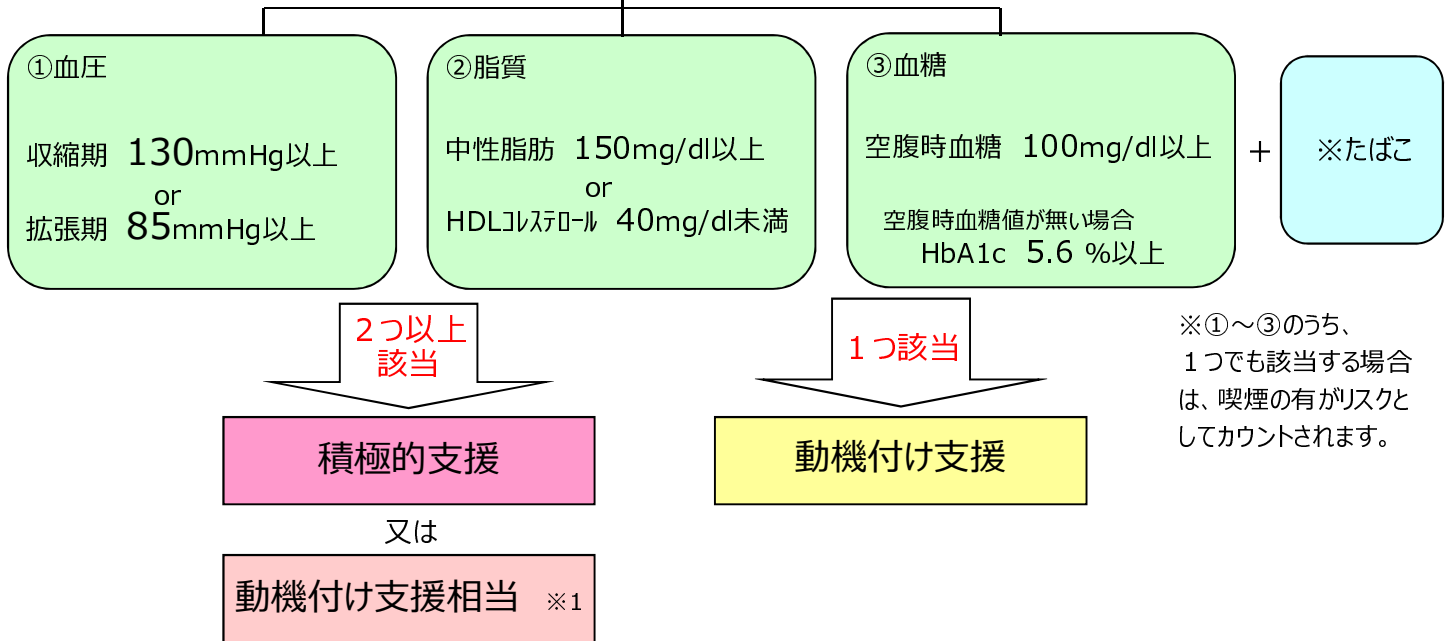 ①血圧
収縮期 130mmHg以上
or
拡張期 85mmHg以上
②脂質
中性脂肪 150mg/dl以上
or
HDLコレステロール 40mg/dl未満
③血糖
空腹時血糖 100mg/dl以上
空腹時血糖値が無い場合
HbA1c 5.6 %以上
+
※たばこ
2つ以上
該当
1つ該当
※①~③のうち、
1つでも該当する場合
は、喫煙の有がリスクと
してカウントされます。
積極的支援
動機付け支援
又は
動機付け支援相当 ※1